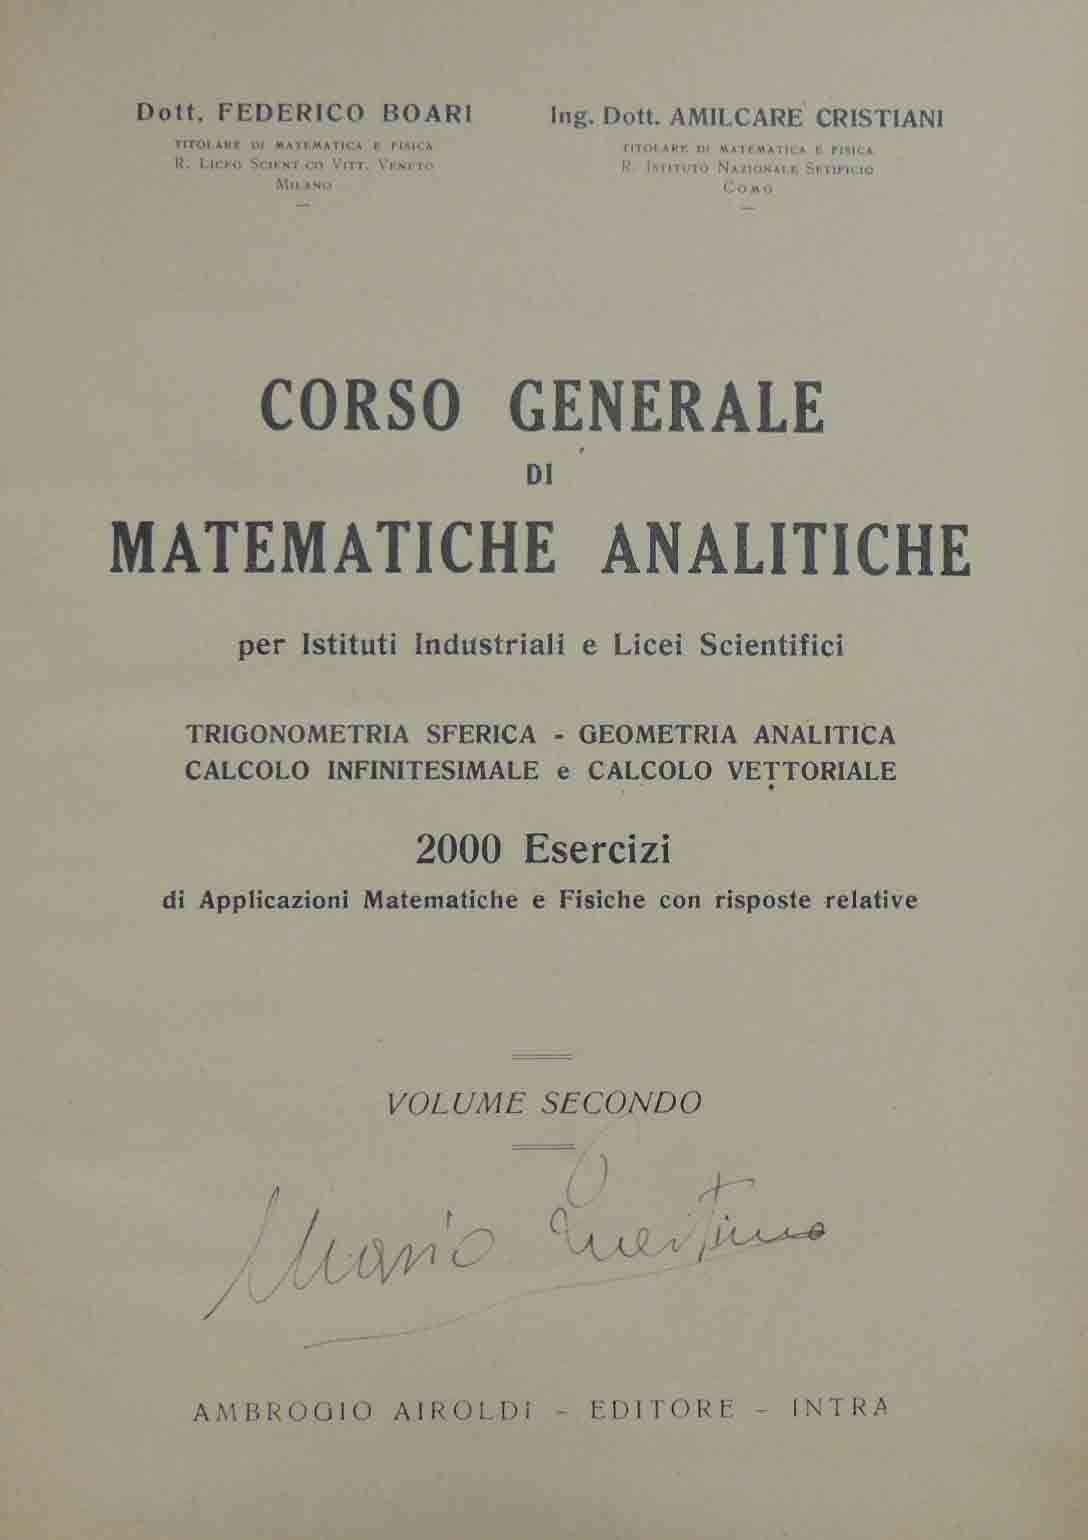 Dott. FEDERICO BOARI
TITOLARE DI MATEMATICA E FISICA
R. LICEO SCIENT CO VITT. VENETO
MILANO
Ing. Dott. AMILCARE CRISTIANI
TITOLARE DI MATEMATICA E FISICA
R. ISTITUTO NAZIONALE SETIFICIO
COMO
CORSO GENERALE
DI
MATEMATICHE ANALITICHE
per Istituti Industriali e Licei Scientifici
TRIGONOMETRIA SFERICA - GEOMETRIA ANALITICA
CALCOLO INFINITESIMALE e CALCOLO VETTORIALE
2000 Esercizi
di Applicazioni Matematiche e Fisiche con risposte relative
VOLUME SECONDO
Mario
AMBROGIO AIROLDI - EDITORE - INTRA